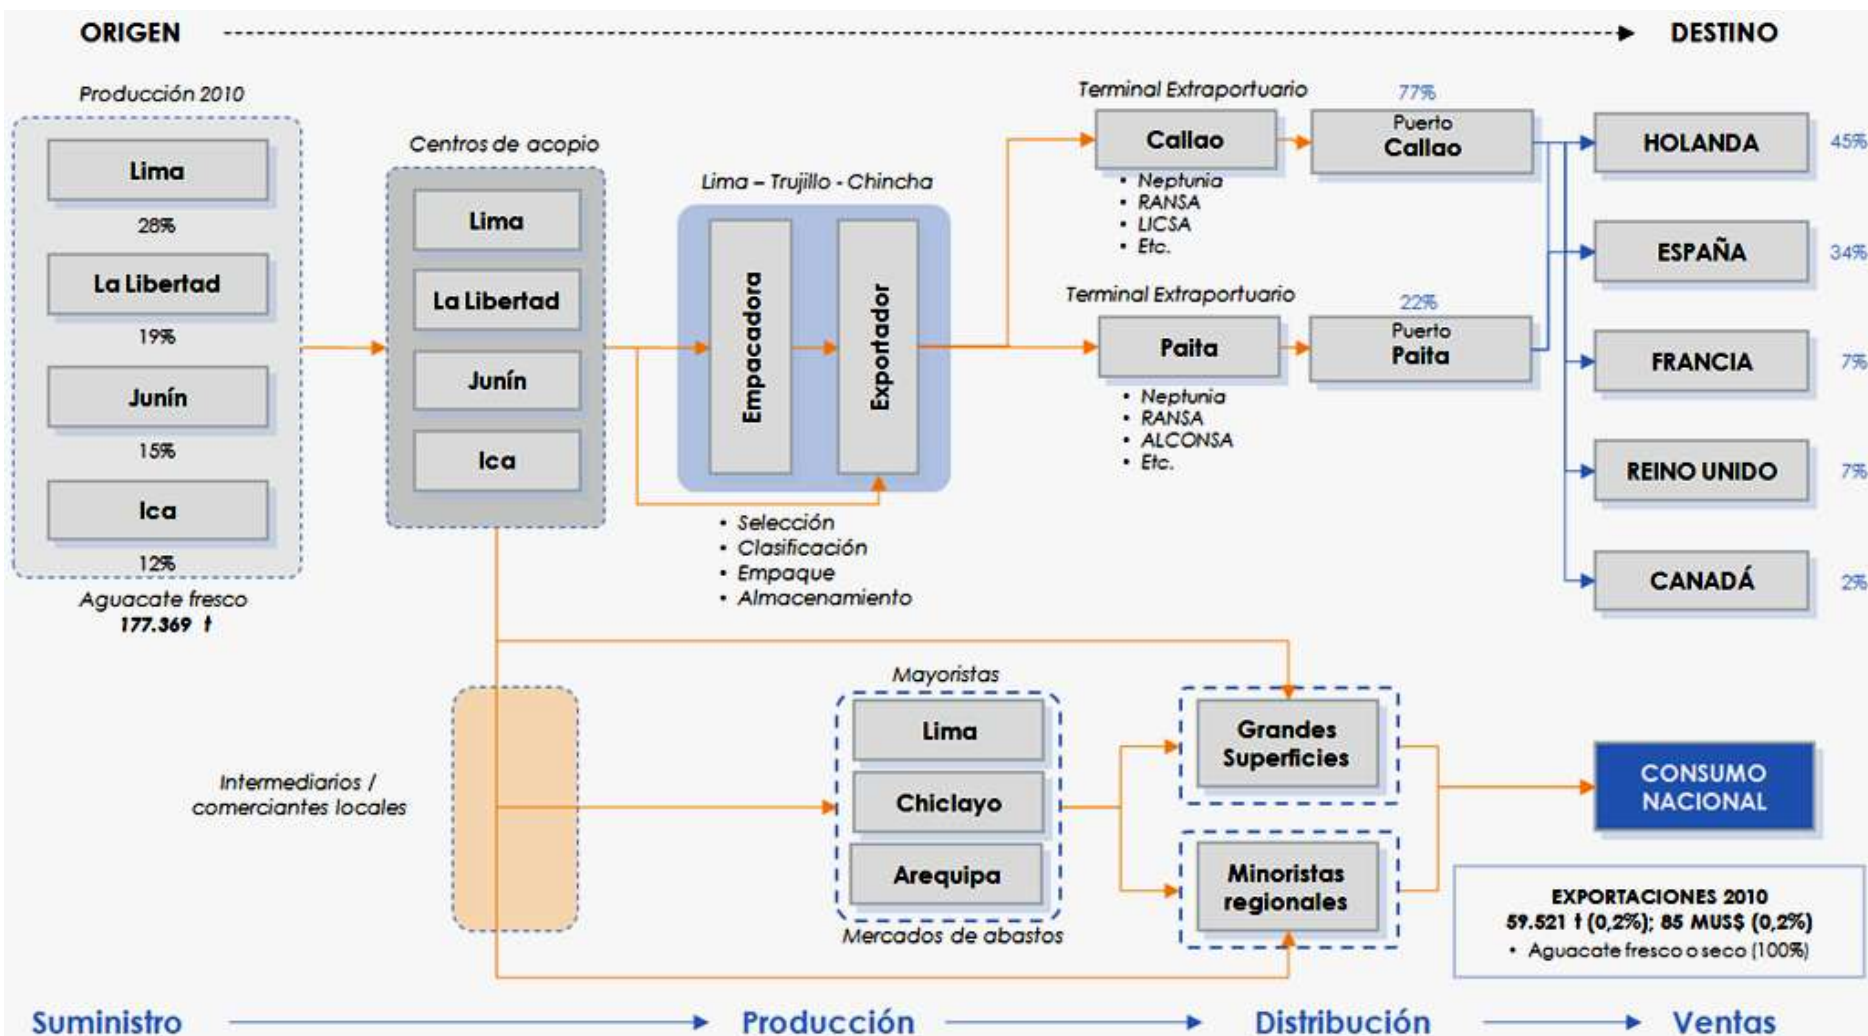 ORIGEN
DESTINO
Producción 2010
Lima
28%
La Libertad
19%
Junín
15%
Ica
12%
Aguacate fresco
177.369 t
Centros de acopio
Lima
La Libertad
Junín
Ica
Lima – Trujillo - Chincha
Empacadora
Exportador
• Selección
• Clasificación
• Empaque
• Almacenamiento
Terminal Extraportuario
Callao
• Neptunia
• RANSA
• LICSA
• Etc.
77%
Puerto
Callao
Terminal Extraportuario
Paita
• Neptunia
• RANSA
• ALCONSA
• Etc.
22%
Puerto
Paita
HOLANDA
45%
ESPAÑA
34%
FRANCIA
7%
REINO UNIDO
7%
CANADÁ
2%
Intermediarios /
comerciantes locales
Mayoristas
Lima
Chiclayo
Arequipa
Mercados de abastos
Grandes
Superficies
Minoristas
regionales
CONSUMO
NACIONAL
EXPORTACIONES 2010
59.521 t (0,2%); 85 MUS$ (0,2%)
• Aguacate fresco o seco (100%)
Suministro
Producción
Distribución
Ventas